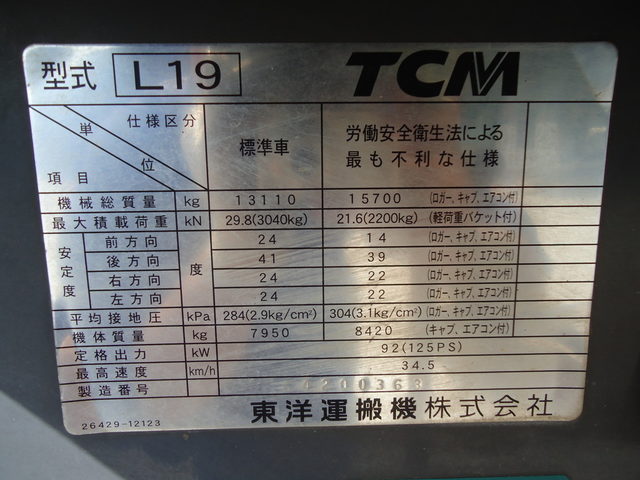 型式 L19 TCM
単位 仕様区分 項目 標準車 労働安全衛生法による最も不利な仕様
機械総質量 kg 13110 15700 (ロガー、キャブ、エアコン付)
最大積載荷重 kN 29.8(3040kg) 21.6(2200kg) (軽荷重バケット付)
安定度 前方向 度 24 14 (ロガー、キャブ、エアコン付)
後方向 41 39 (ロガー、キャブ、エアコン付)
右方向 24 22 (ロガー、キャブ、エアコン付)
左方向 24 22 (ロガー、キャブ、エアコン付)
平均接地圧 kPa 284(2.9kg/cm²) 304(3.1kg/cm²) (ロガー、キャブ、エアコン付)
機体質量 kg 7950 8420 (キャブ、エアコン付)
定格出力 kW 92(125PS)
最高速度 km/h 34.5
製造番号
26429-12123 東洋運搬機株式会社